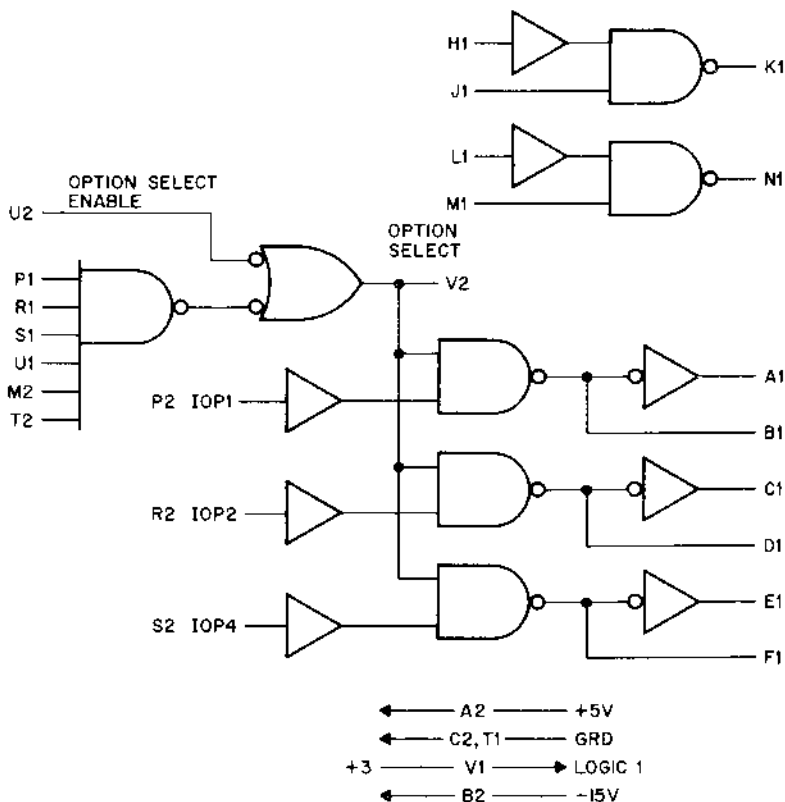 H1
K1
J1
L1
N1
M1
OPTION SELECT
ENABLE
U2
OPTION
SELECT
V2
P1
R1
S1
U1
M2
T2
P2 IOP1
A1
B1
R2 IOP2
C1
D1
S2 IOP4
E1
F1
A2 +5V
C2, T1 GRD
+3 V1 LOGIC 1
B2 -15V